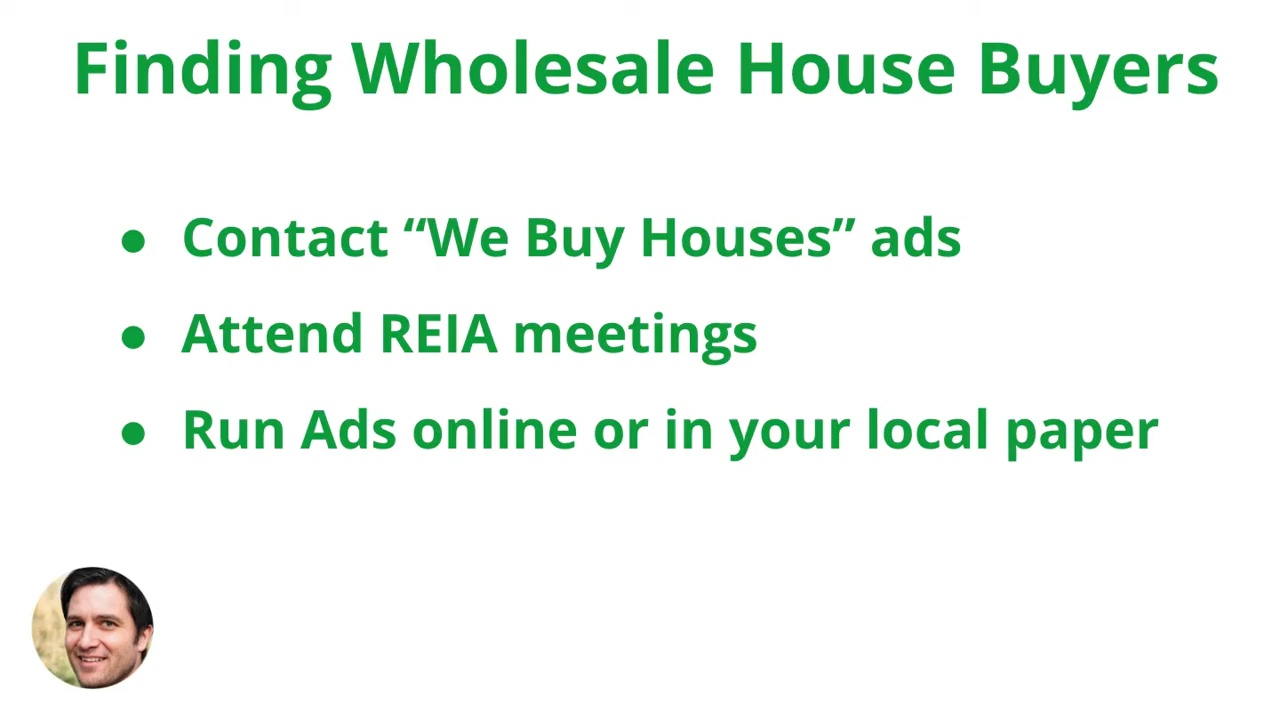 Finding Wholesale House Buyers
● Contact “We Buy Houses” ads
● Attend REIA meetings
● Run Ads online or in your local paper